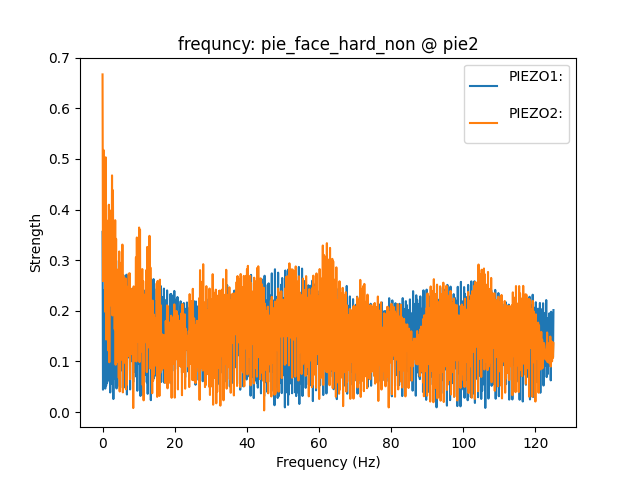 frequncy: pie_face_hard_non @ pie2
PIEZO1:
PIEZO2:
Strength
0.7
0.6
0.5
0.4
0.3
0.2
0.1
0.0
0 20 40 60 80 100 120
Frequency (Hz)